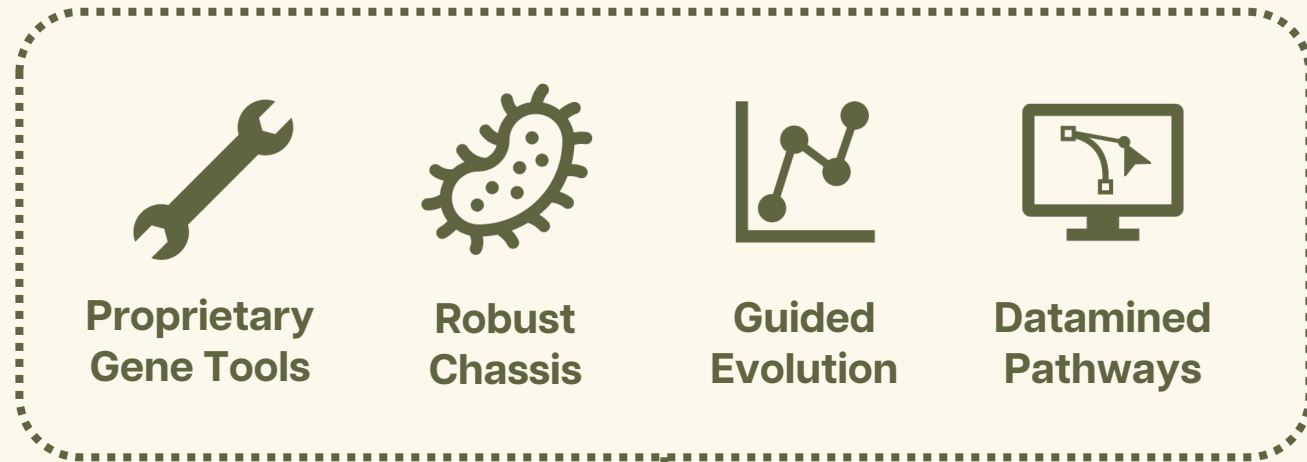 Proprietary
Gene Tools
Robust
Chassis
Guided
Evolution
Datamined
Pathways